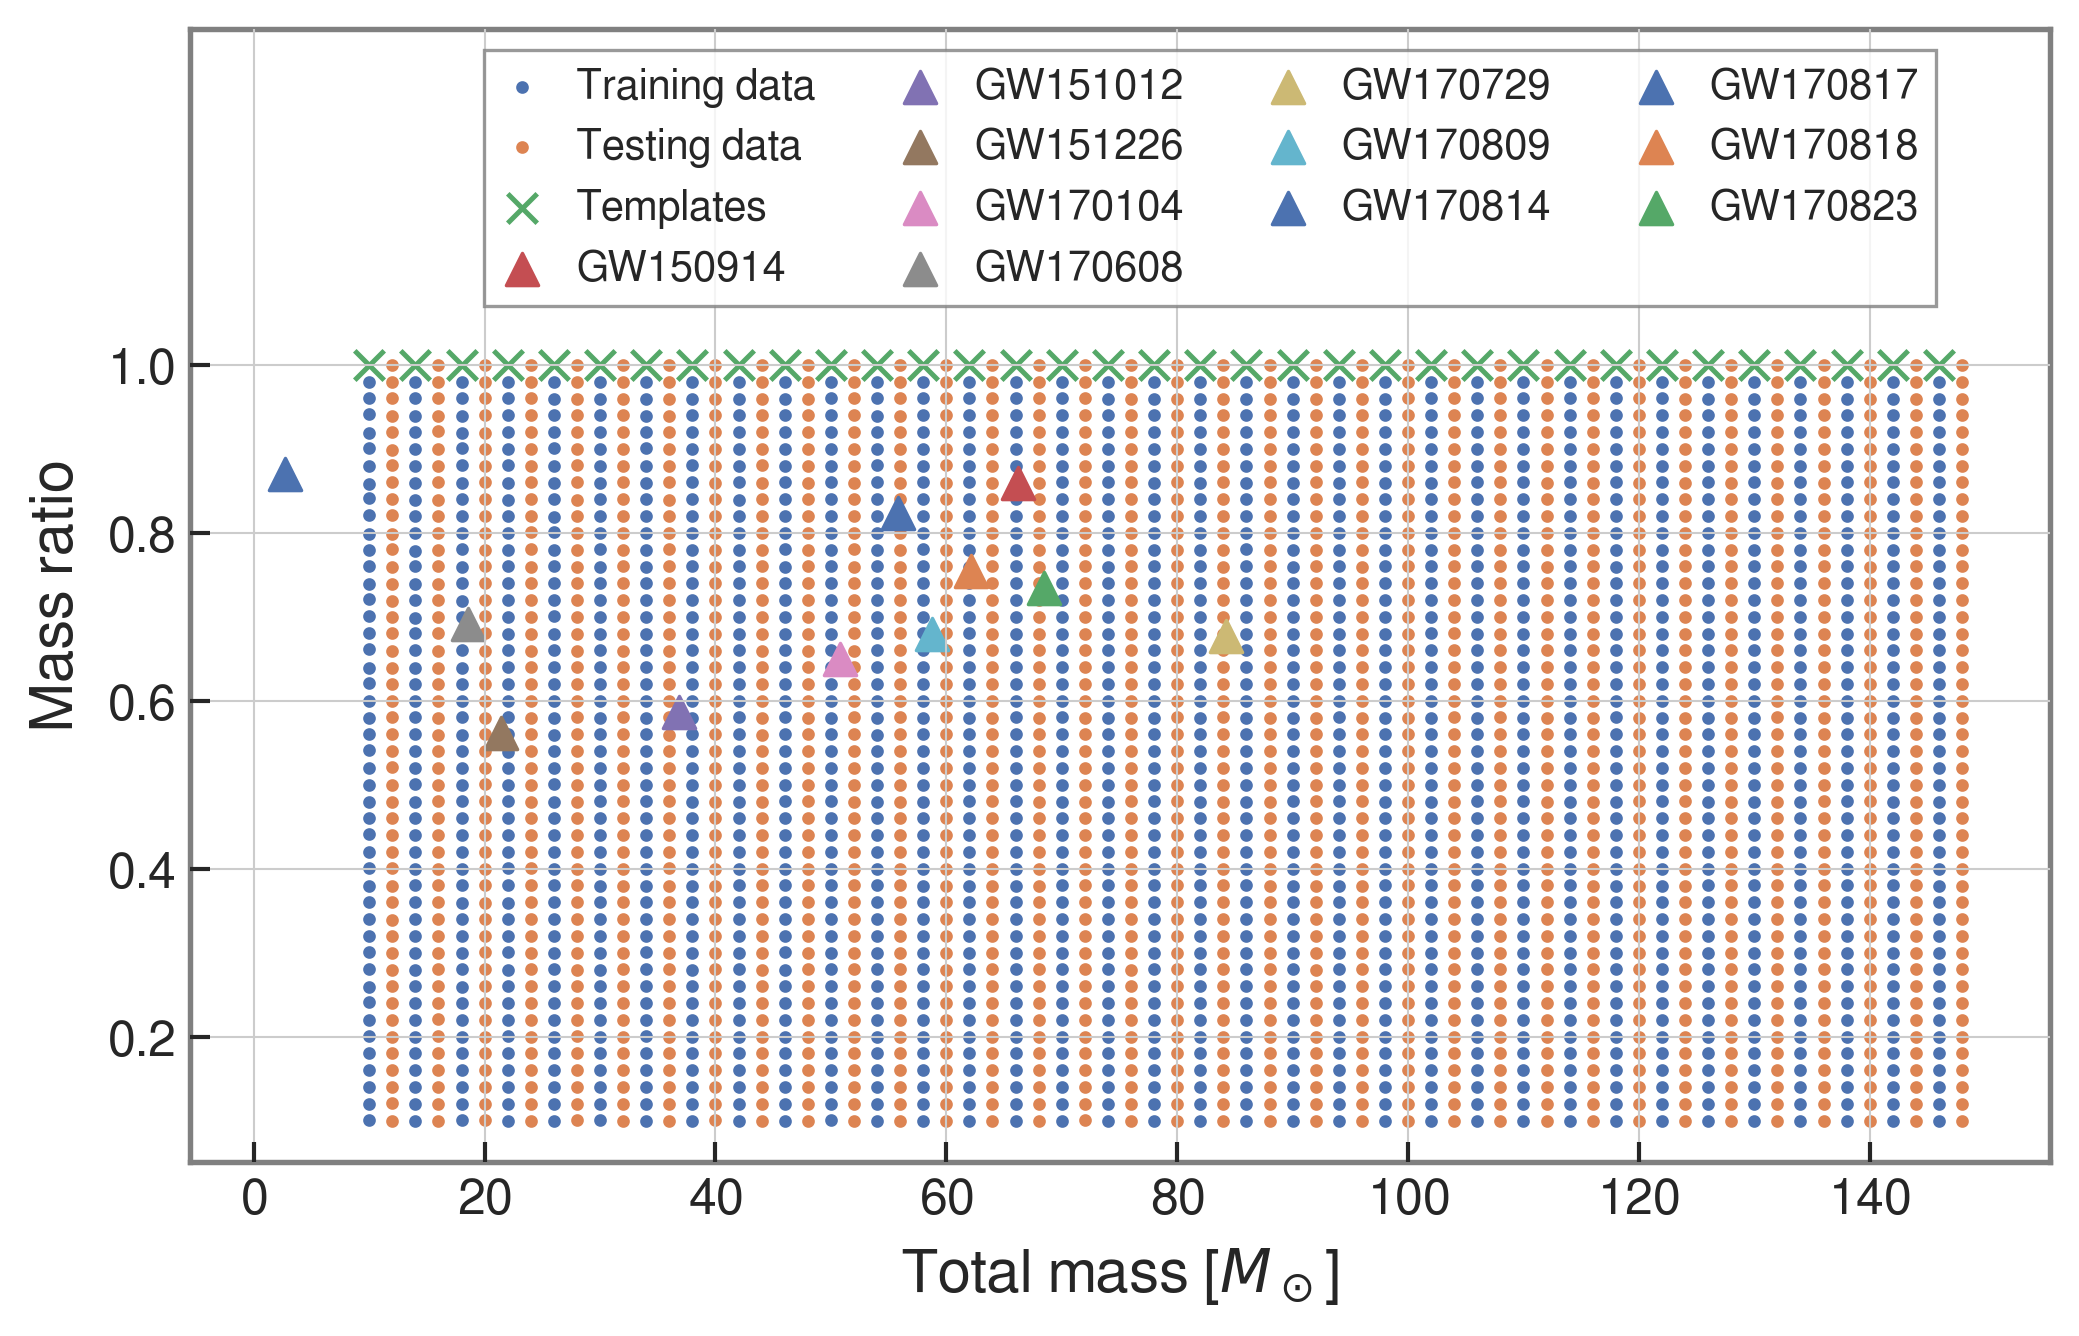 Training data
Testing data
Templates
GW150914
GW151012
GW151226
GW170104
GW170608
GW170729
GW170809
GW170814
GW170817
GW170818
GW170823
Mass ratio
1.0
0.8
0.6
0.4
0.2
0 20 40 60 80 100 120 140
Total mass [M⊙]